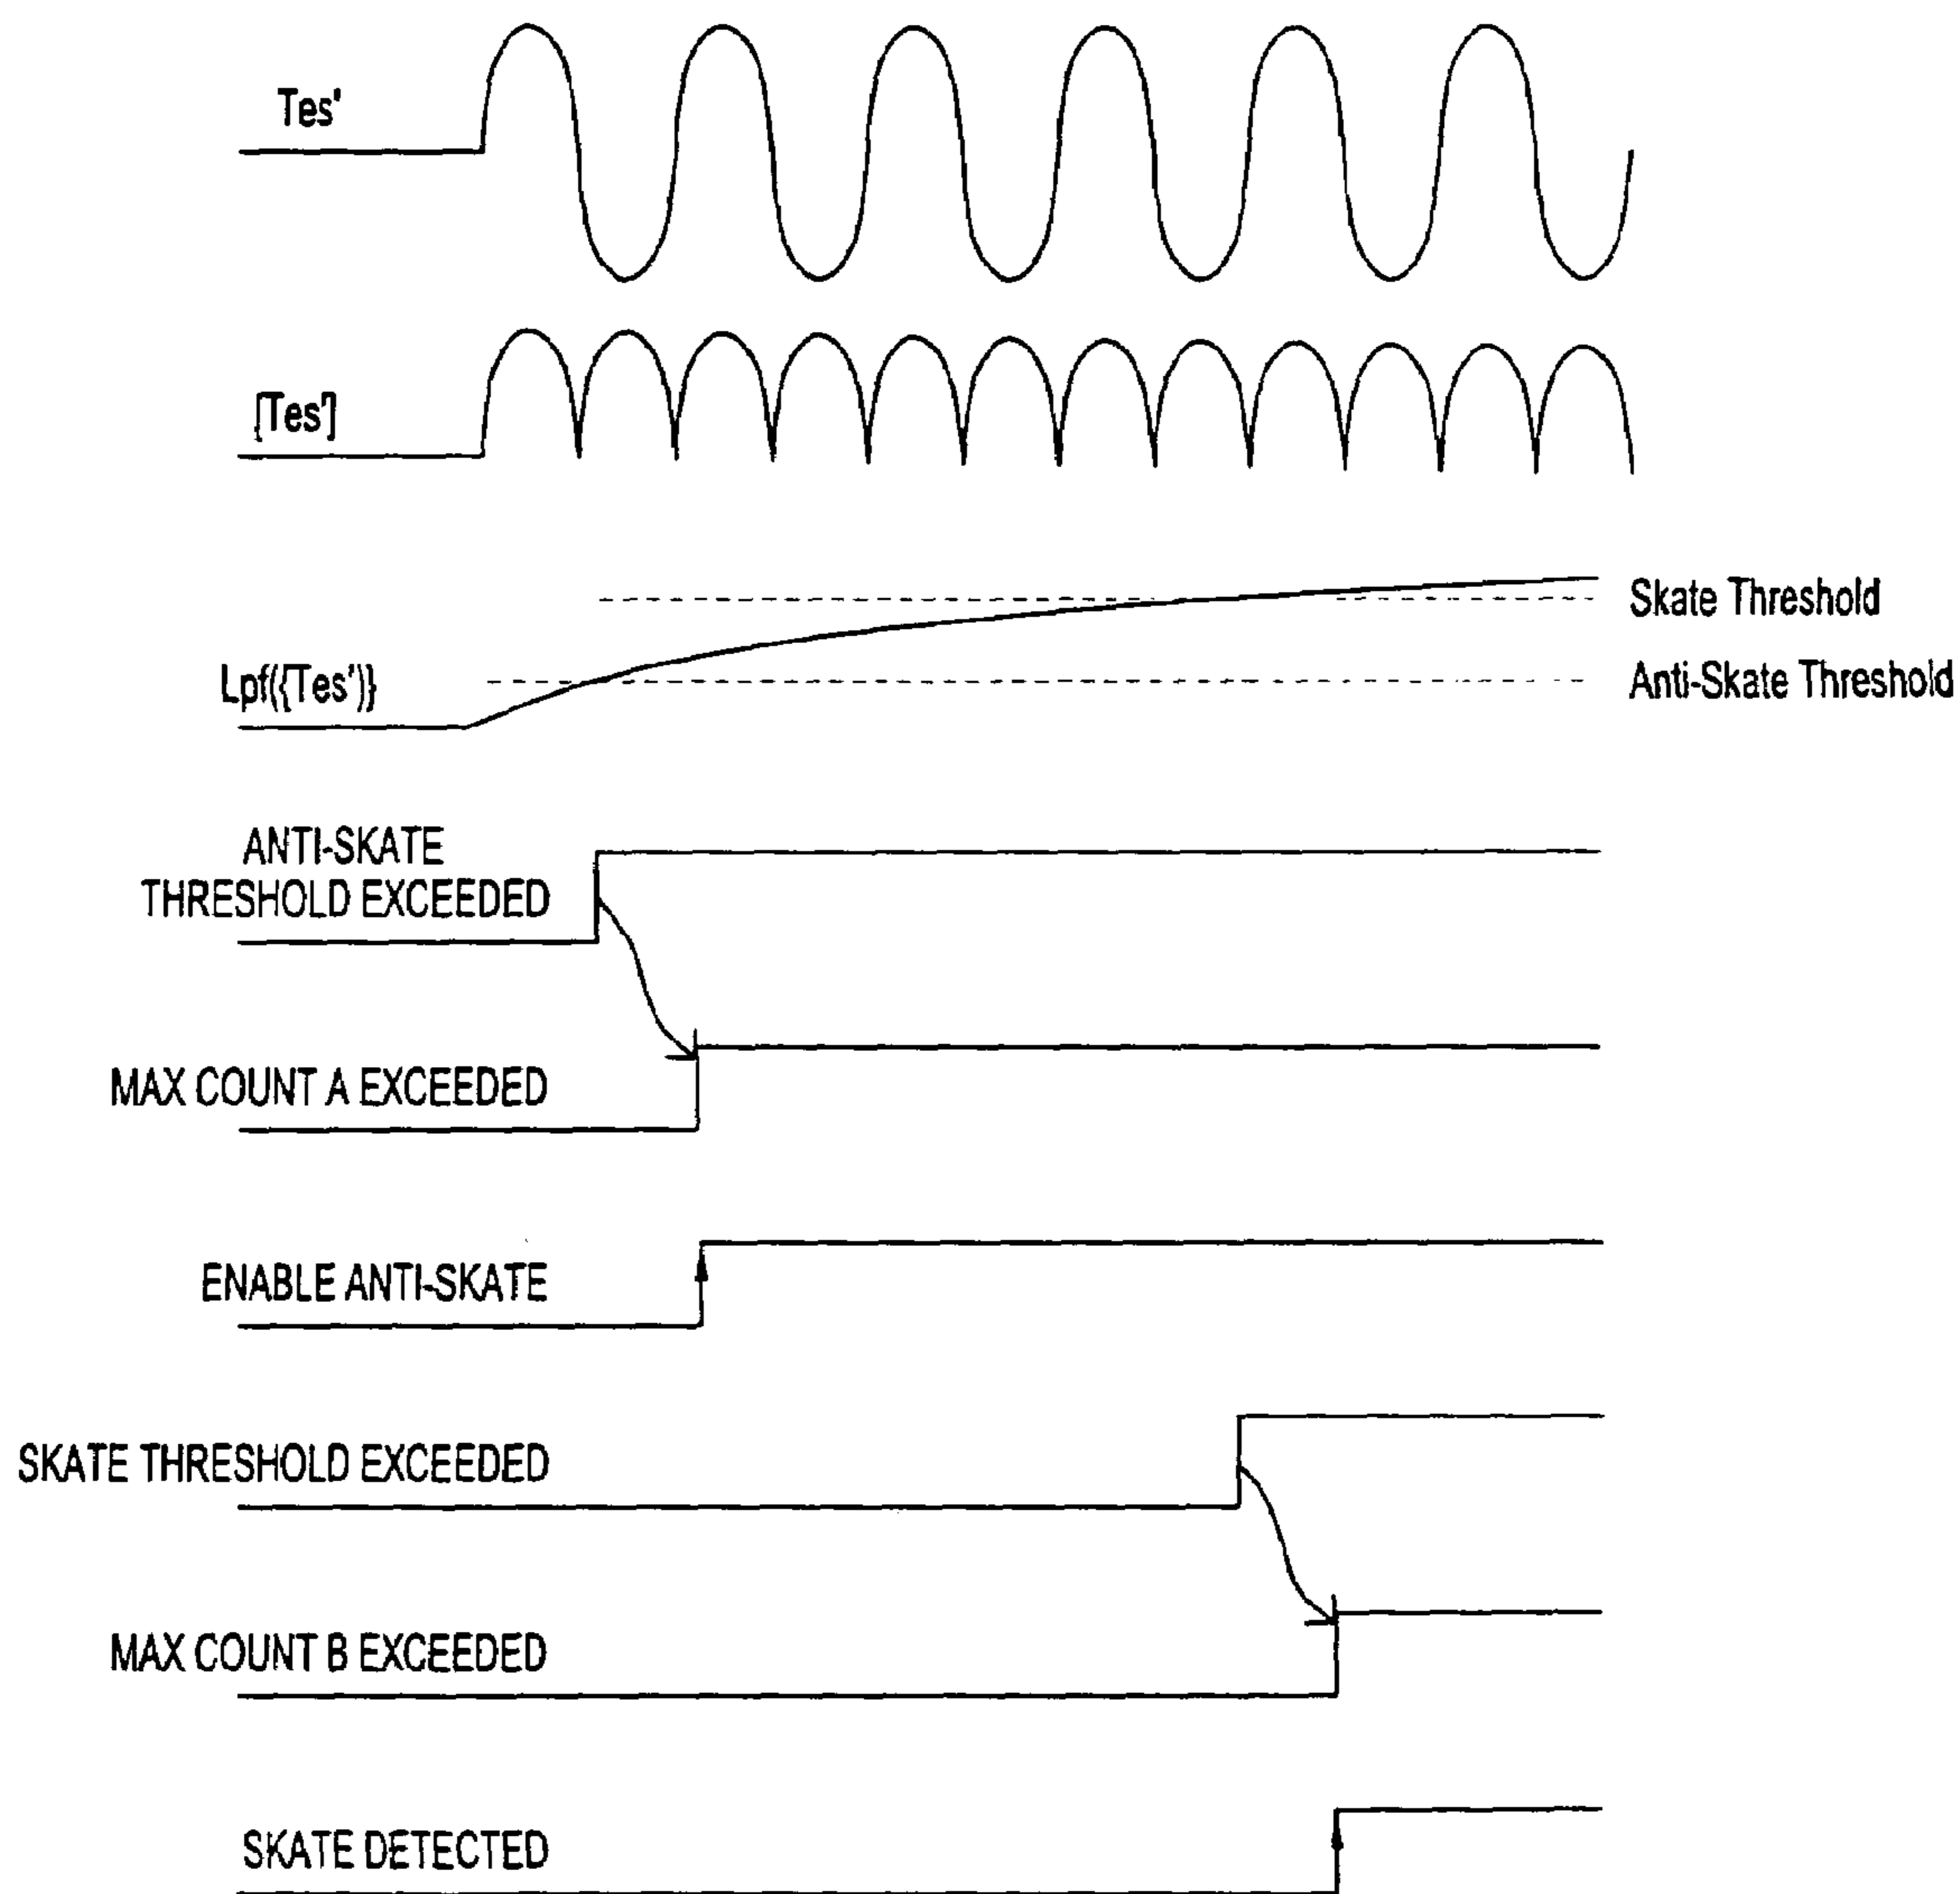 Tes'
[Tes']
Skate Threshold
Lpf({Tes')}
Anti-Skate Threshold
ANTI-SKATE
THRESHOLD EXCEEDED
MAX COUNT A EXCEEDED
ENABLE ANTI-SKATE
SKATE THRESHOLD EXCEEDED
MAX COUNT B EXCEEDED
SKATE DETECTED